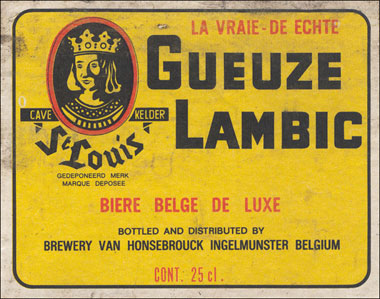 LA VRAIE-DE ECHTE
GUEUZE
LAMBIC
CAVE KELDER
St Louis
GEDEPONEERD MERK
MARQUE DEPOSEE
BIERE BELGE DE LUXE
BOTTLED AND DISTRIBUTED BY
BREWERY VAN HONSEBROUCK INGELMUNSTER BELGIUM
CONT. 25 cl.